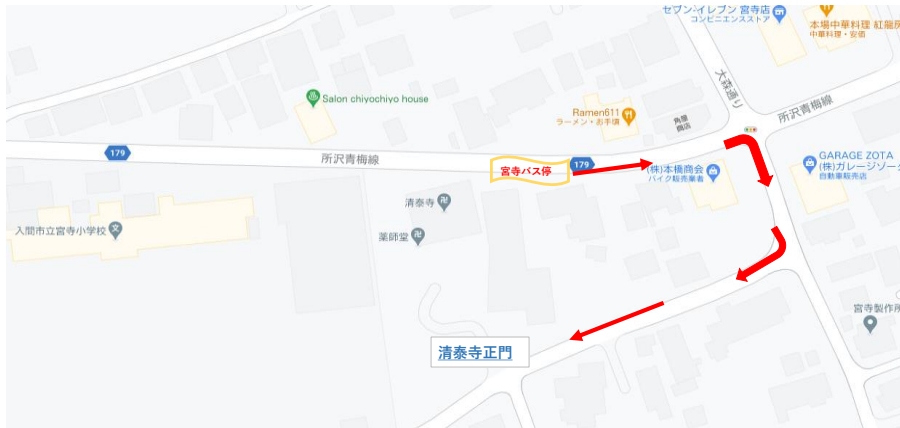 セブン-イレブン 宮寺店
コンビニエンスストア
本場中華料理 紅龍房
中華料理・安価
大森通り
所沢青梅線
Salon chiyochiyo house
Ramen611
ラーメン・お手頃
角屋
商店
179
所沢青梅線
宮寺バス停
179
(株)本橋商会
バイク販売業者
GARAGE ZOTA
(株)ガレージゾータ
自動車販売店
清泰寺
薬師堂
入間市立宮寺小学校
宮寺製作所
清泰寺正門